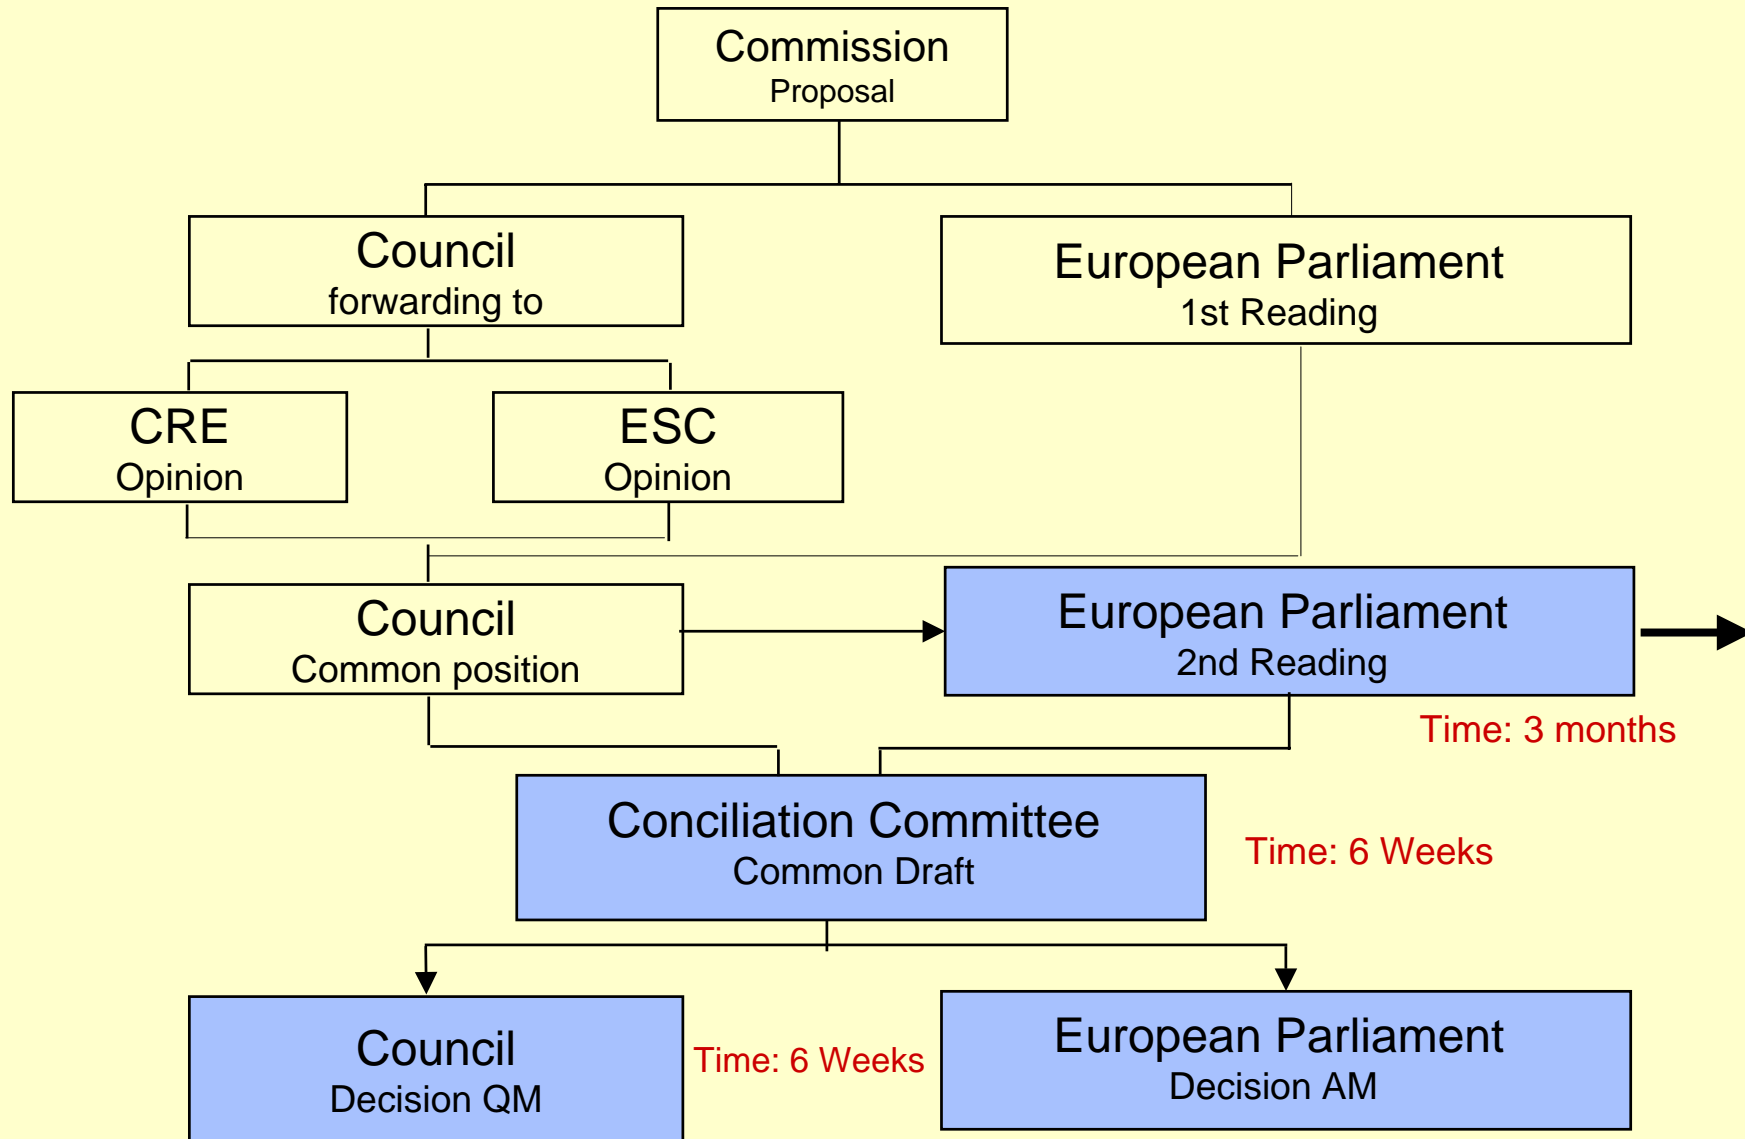 Commission
Proposal
Council
forwarding to
European Parliament
1st Reading
CRE
Opinion
ESC
Opinion
Council
Common position
European Parliament
2nd Reading
Time: 3 months
Conciliation Committee
Common Draft
Time: 6 Weeks
Council
Decision QM
Time: 6 Weeks
European Parliament
Decision AM